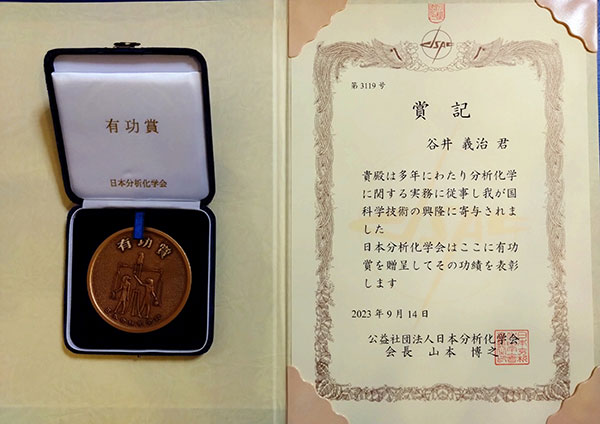 有功賞
日本分析化学会
有功賞
JSAC
第3119号
賞記
谷井 義治 君
貴殿は多年にわたり分析化学
に関する実務に従事し我が国
科学技術の興隆に寄与されま
した
日本分析化学会はここに有功
賞を贈呈してその功績を表彰
します
2023年9月14日
公益社団法人日本分析化学会
会長 山本 博之